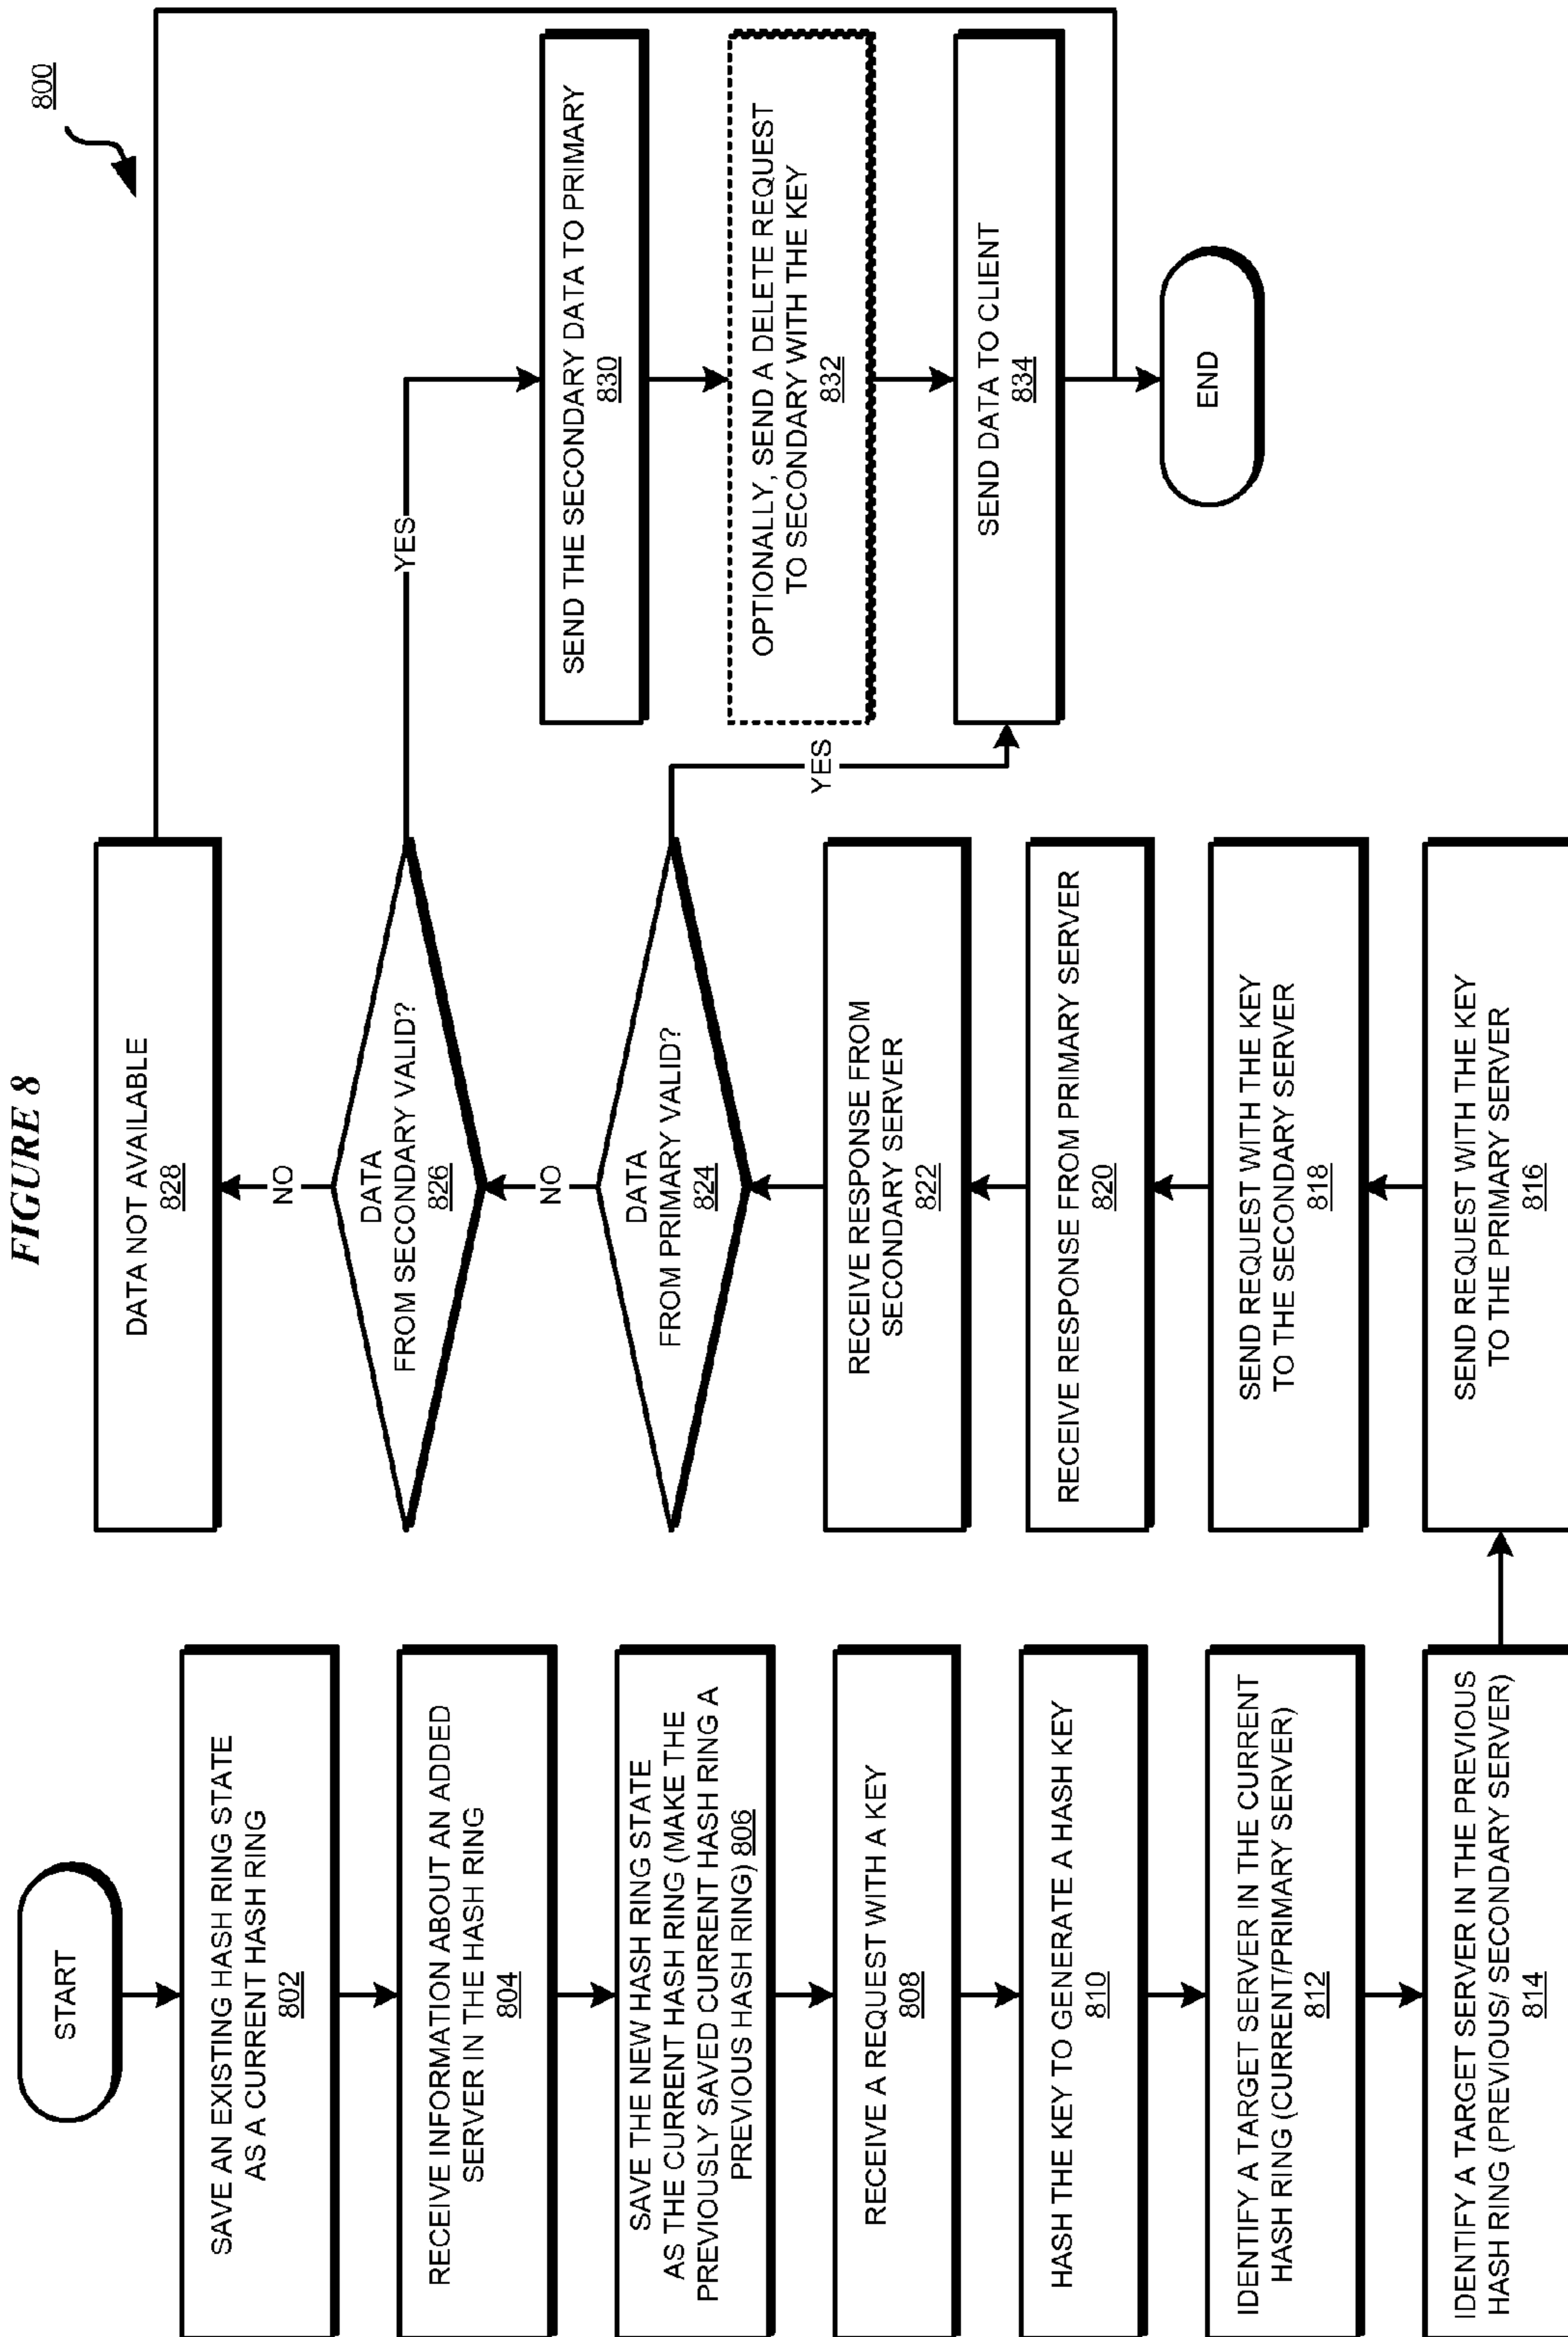 FIGURE 8
800
START
SAVE AN EXISTING HASH RING STATE
AS A CURRENT HASH RING
802
RECEIVE INFORMATION ABOUT AN ADDED
SERVER IN THE HASH RING
804
SAVE THE NEW HASH RING STATE
AS THE CURRENT HASH RING (MAKE THE
PREVIOUSLY SAVED CURRENT HASH RING A
PREVIOUS HASH RING) 806
RECEIVE A REQUEST WITH A KEY
808
HASH THE KEY TO GENERATE A HASH KEY
810
IDENTIFY A TARGET SERVER IN THE CURRENT
HASH RING (CURRENT/PRIMARY SERVER)
812
IDENTIFY A TARGET SERVER IN THE PREVIOUS
HASH RING (PREVIOUS/ SECONDARY SERVER)
814
SEND REQUEST WITH THE KEY
TO THE PRIMARY SERVER
816
SEND REQUEST WITH THE KEY
TO THE SECONDARY SERVER
818
RECEIVE RESPONSE FROM PRIMARY SERVER
820
RECEIVE RESPONSE FROM
SECONDARY SERVER
822
DATA
FROM PRIMARY VALID?
824
NO
YES
DATA
FROM SECONDARY VALID?
826
NO
YES
DATA NOT AVAILABLE
828
SEND THE SECONDARY DATA TO PRIMARY
830
OPTIONALLY, SEND A DELETE REQUEST
TO SECONDARY WITH THE KEY
832
SEND DATA TO CLIENT
834
END